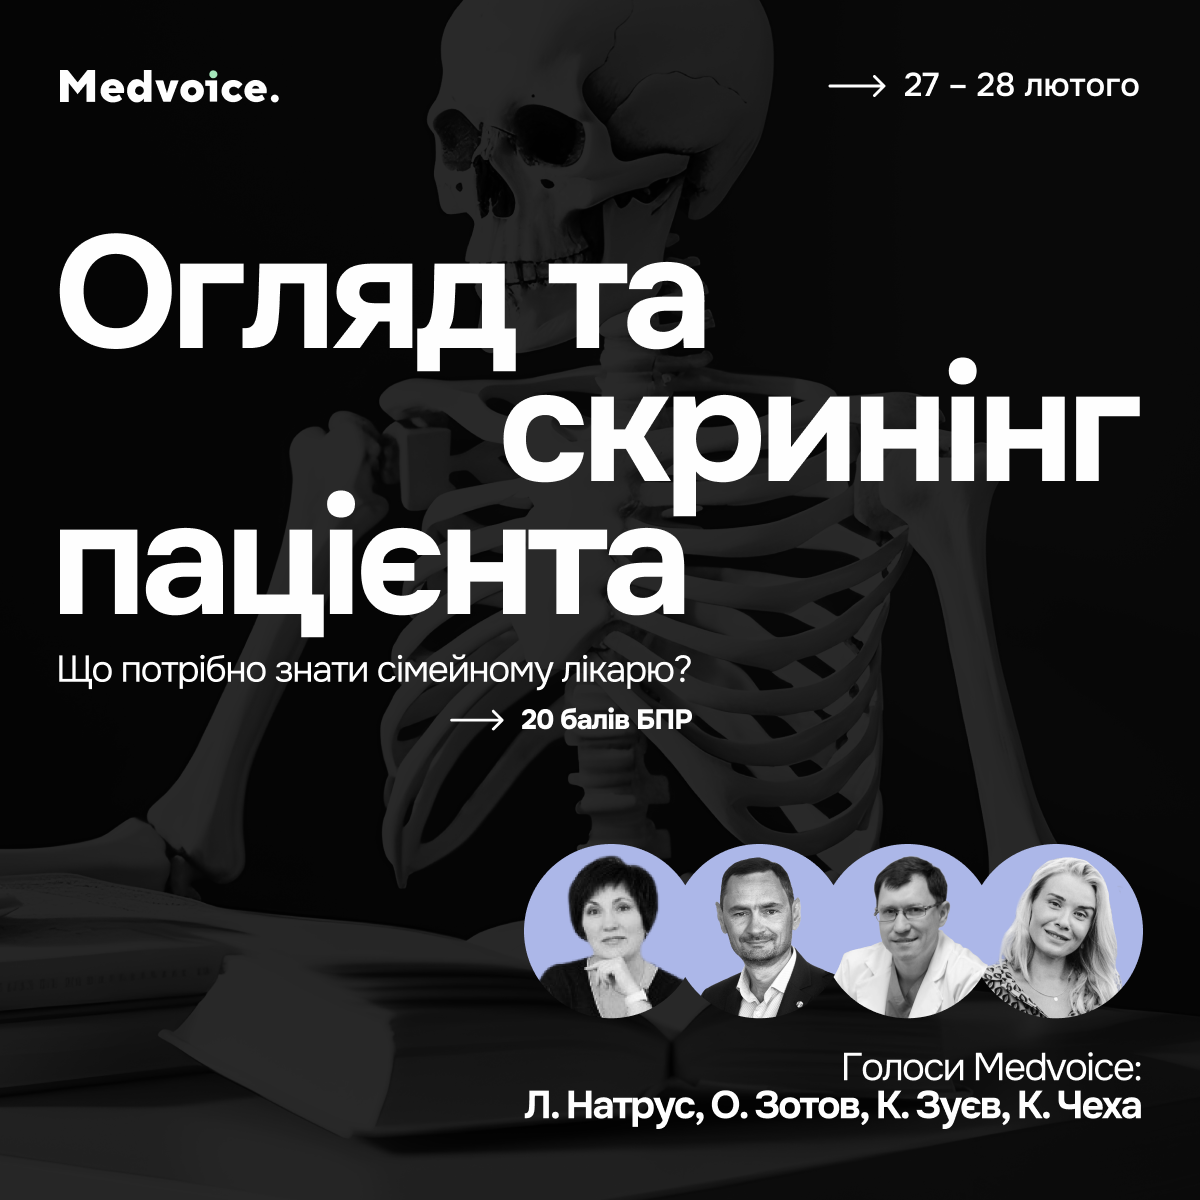 Medvoice.
27 – 28 лютого
Огляд та
скринінг
пацієнта
Що потрібно знати сімейному лікарю?
20 балів БПР
Голоси Medvoice:
Л. Натрус, О. Зотов, К. Зуєв, К. Чеха